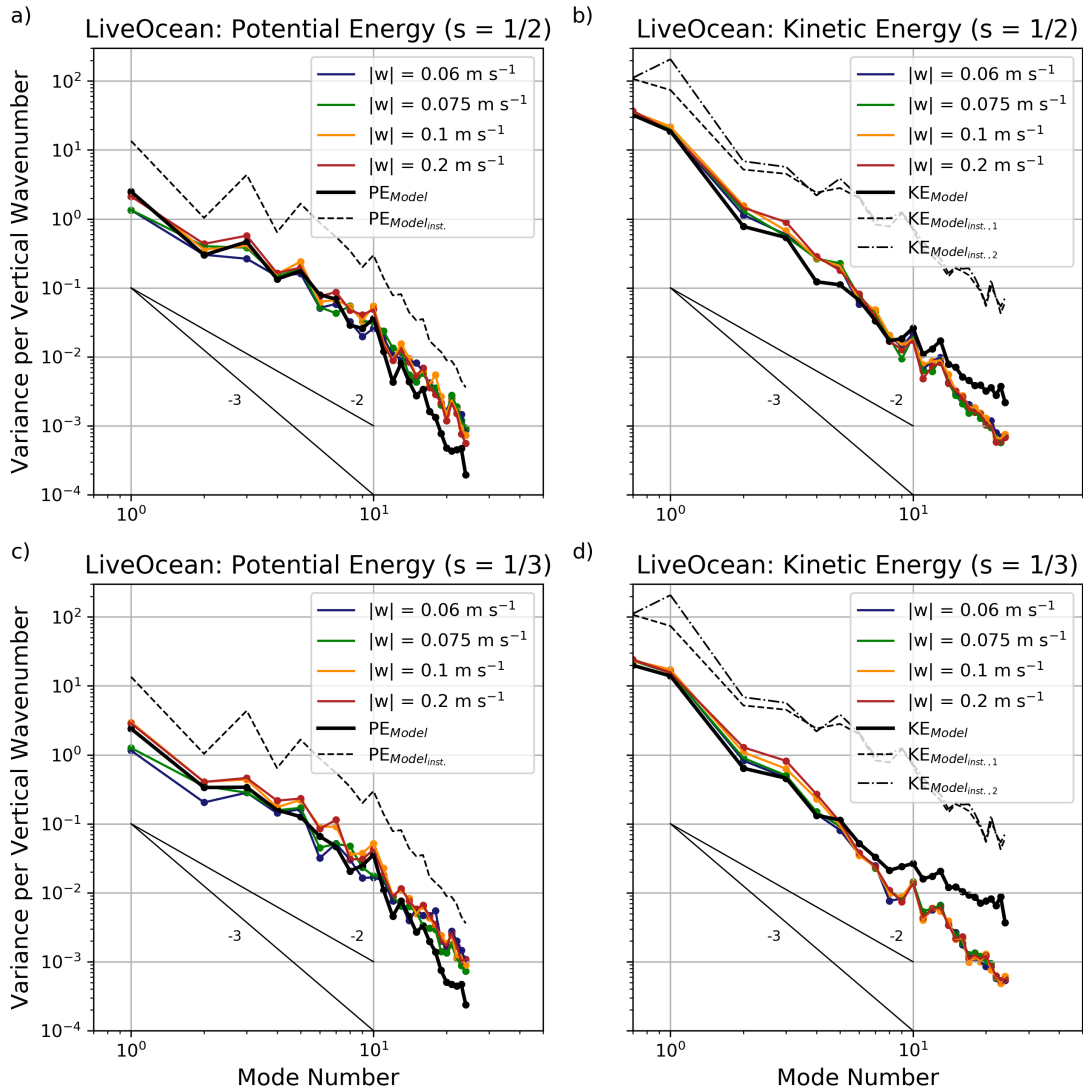 a)
LiveOcean: Potential Energy (s = 1/2)
Variance per Vertical Wavenumber
10²
10¹
10⁰
10⁻¹
10⁻²
10⁻³
10⁻⁴
|w| = 0.06 m s⁻¹
|w| = 0.075 m s⁻¹
|w| = 0.1 m s⁻¹
|w| = 0.2 m s⁻¹
PE_Model
PE_Model_inst.
-3
-2
10⁰
10¹
b)
LiveOcean: Kinetic Energy (s = 1/2)
|w| = 0.06 m s⁻¹
|w| = 0.075 m s⁻¹
|w| = 0.1 m s⁻¹
|w| = 0.2 m s⁻¹
KE_Model
KE_Model_inst.,1
KE_Model_inst.,2
-3
-2
10⁰
10¹
c)
LiveOcean: Potential Energy (s = 1/3)
Variance per Vertical Wavenumber
10²
10¹
10⁰
10⁻¹
10⁻²
10⁻³
10⁻⁴
|w| = 0.06 m s⁻¹
|w| = 0.075 m s⁻¹
|w| = 0.1 m s⁻¹
|w| = 0.2 m s⁻¹
PE_Model
PE_Model_inst.
-3
-2
10⁰
10¹
Mode Number
d)
LiveOcean: Kinetic Energy (s = 1/3)
|w| = 0.06 m s⁻¹
|w| = 0.075 m s⁻¹
|w| = 0.1 m s⁻¹
|w| = 0.2 m s⁻¹
KE_Model
KE_Model_inst.,1
KE_Model_inst.,2
-3
-2
10⁰
10¹
Mode Number